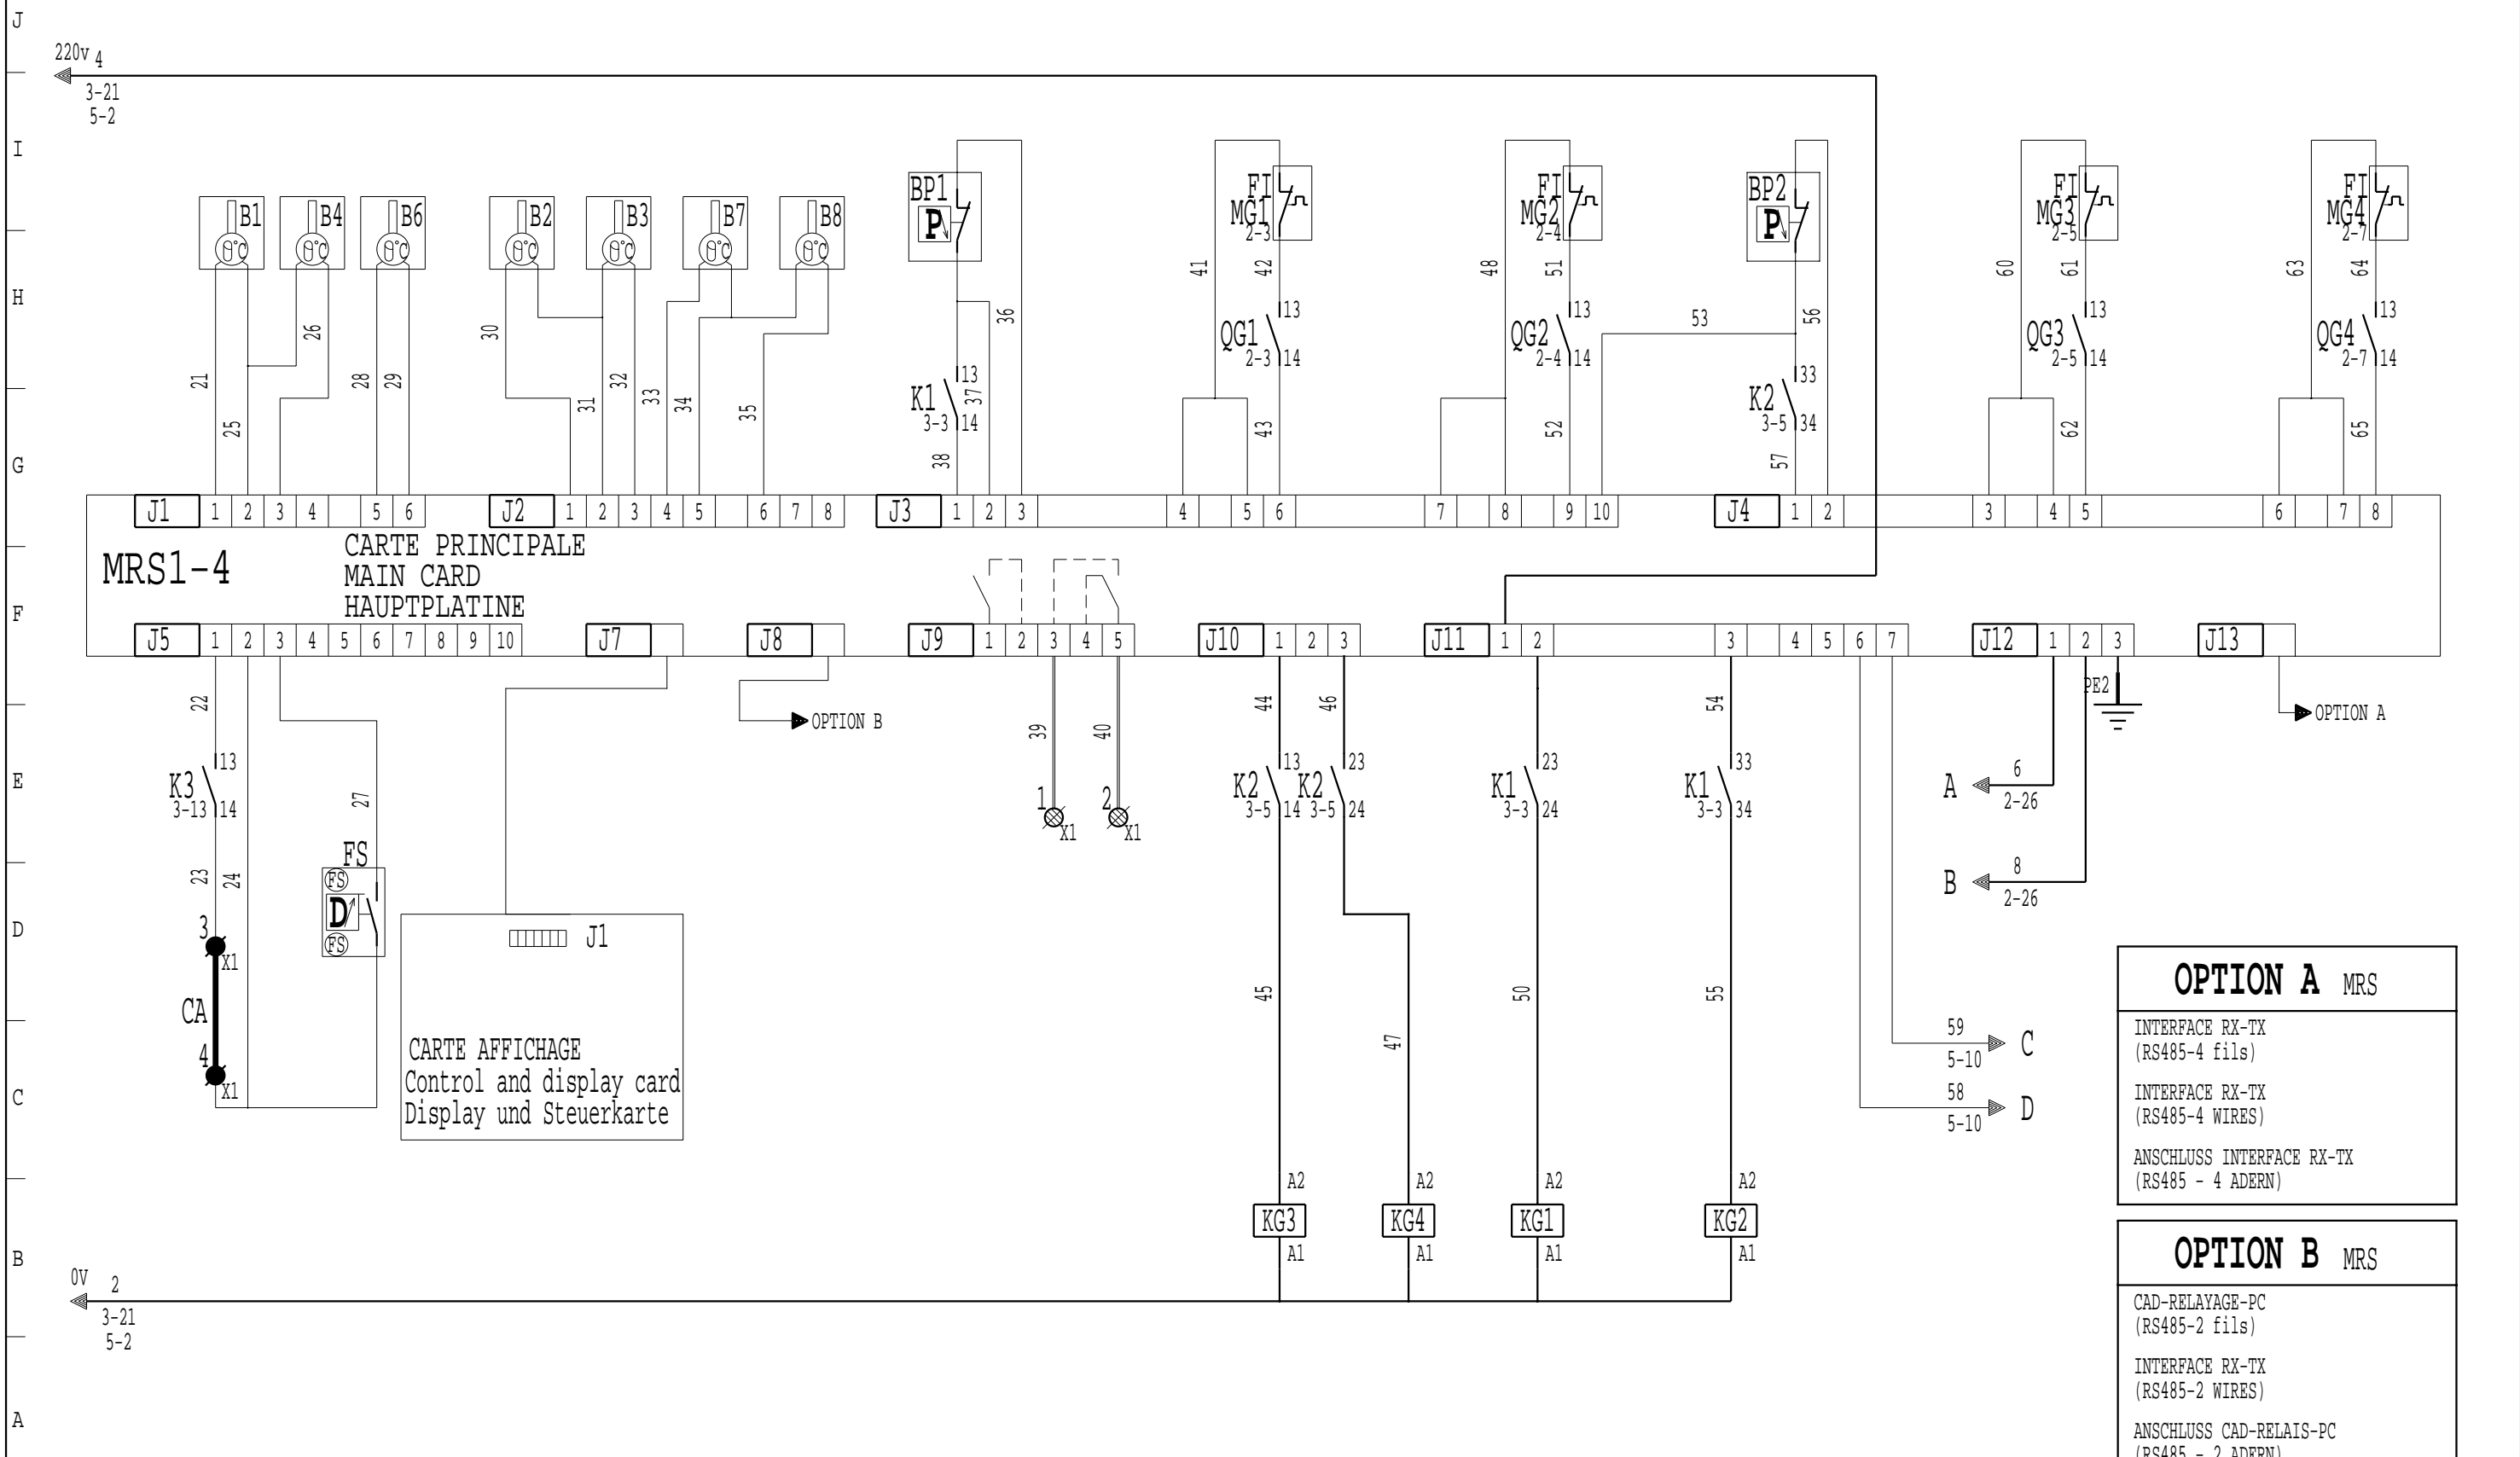 J
220v 4
3-21
5-2
I
B1 B4 B6 B2 B3 B7 B8
θ°C θ°C θ°C θ°C θ°C θ°C θ°C
BP1
P
FI
MG1
2-3
FI
MG2
2-4
BP2
P
FI
MG3
2-5
FI
MG4
2-7
H
41 42 48 51 60 61 63 64
26 30 36 53 56
QG1 13
2-3 14
QG2 13
2-4 14
QG3 13
2-5 14
QG4 13
2-7 14
21 25 28 29 31 32 33 34 35
K1 13
3-3 14
37
K2 33
3-5 34
G
38 43 52 57 62 65
J1 1 2 3 4 5 6
J2 1 2 3 4 5 6 7 8
J3 1 2 3 4 5 6 7 8 9 10
J4 1 2 3 4 5 6 7 8
MRS1-4
CARTE PRINCIPALE
MAIN CARD
HAUPTPLATINE
F
J5 1 2 3 4 5 6 7 8 9 10
J7
J8
J9 1 2 3 4 5
J10 1 2 3
J11 1 2 3 4 5 6 7
J12 1 2 3
J13
22 39 40 44 46 54
OPTION B
PE2
OPTION A
E
K3 13
3-13 14
27
1 X1
2 X1
K2 13
3-5 14
K2 23
3-5 24
K1 23
3-3 24
K1 33
3-3 34
A 6
2-26
B 8
2-26
23 24
FS
FS
D
FS
D
3
X1
CA
4
X1
J1
CARTE AFFICHAGE
Control and display card
Display und Steuerkarte
C
45 47 50 55
59 C
5-10
58 D
5-10
A2 A2 A2 A2
KG3 KG4 KG1 KG2
A1 A1 A1 A1
B
0V 2
3-21
5-2
A
OPTION A MRS
INTERFACE RX-TX
(RS485-4 fils)
INTERFACE RX-TX
(RS485-4 WIRES)
ANSCHLUSS INTERFACE RX-TX
(RS485 - 4 ADERN)
OPTION B MRS
CAD-RELAYAGE-PC
(RS485-2 fils)
INTERFACE RX-TX
(RS485-2 WIRES)
ANSCHLUSS CAD-RELAIS-PC
(RS485 - 2 ADERN)